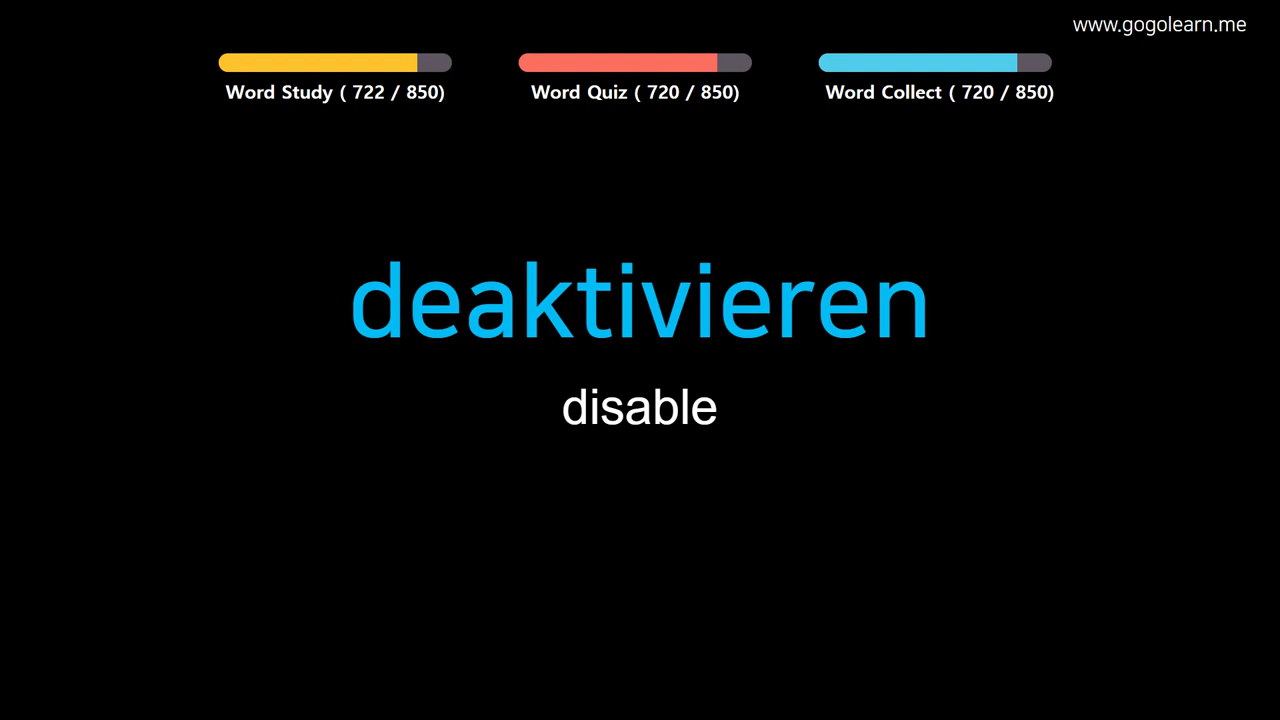 www.gogolearn.me
Word Study ( 722 / 850)
Word Quiz ( 720 / 850)
Word Collect ( 720 / 850)
deaktivieren
disable